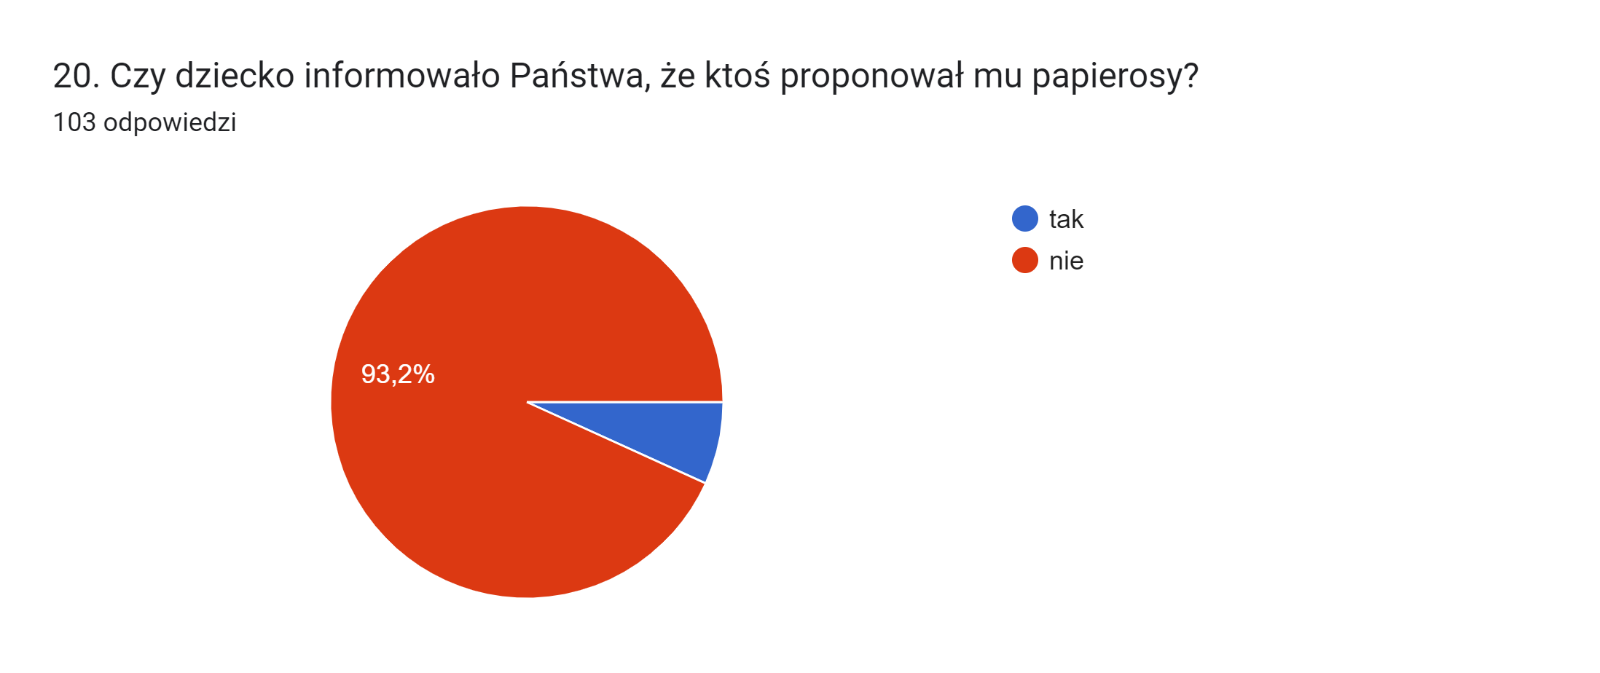 20. Czy dziecko informowało Państwa, że ktoś proponował mu papierosy?
103 odpowiedzi
tak
nie
93,2%